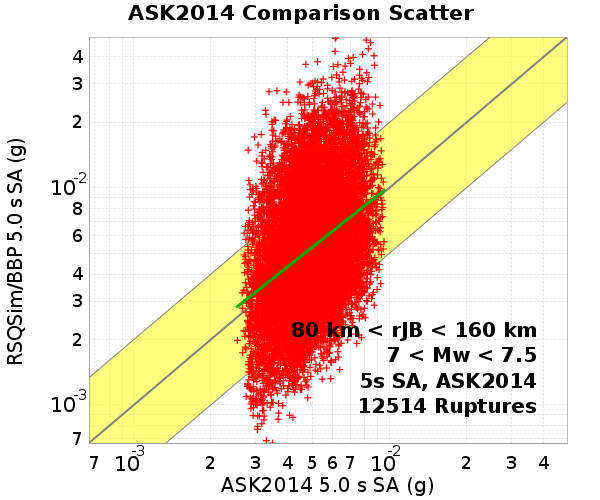 ASK2014 Comparison Scatter
RSQSim/BBP 5.0 s SA (g)
4
3
2
10-2
8
6
4
3
2
10-3
7
80 km < rJB < 160 km
7 < Mw < 7.5
5s SA, ASK2014
12514 Ruptures
7 10-3 2 3 4 5 6 7 10-2 2 3 4
ASK2014 5.0 s SA (g)